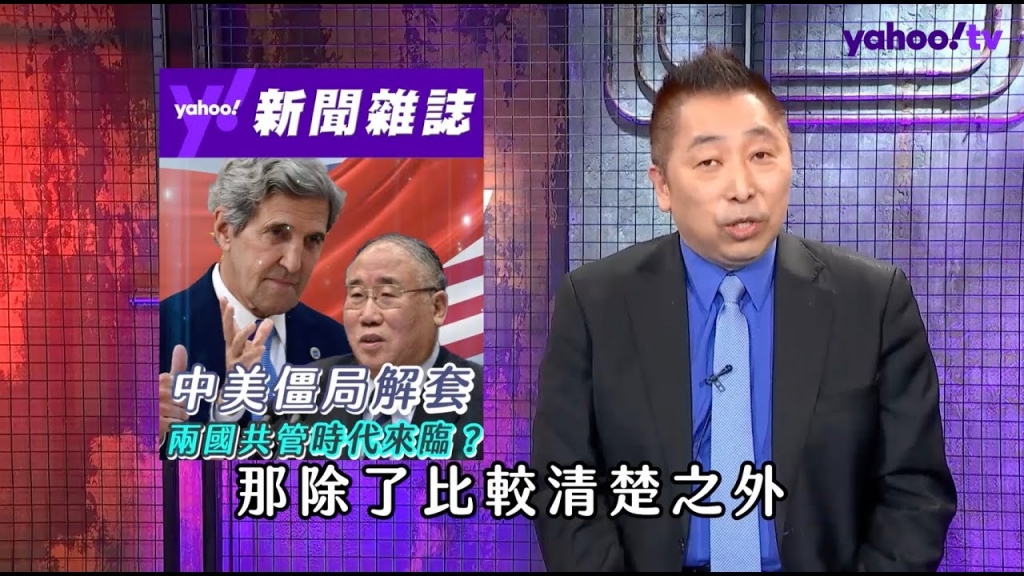 yahoo!tv
yahoo!
新聞雜誌
中美僵局解套
兩國共管時代來臨？
那除了比較清楚之外